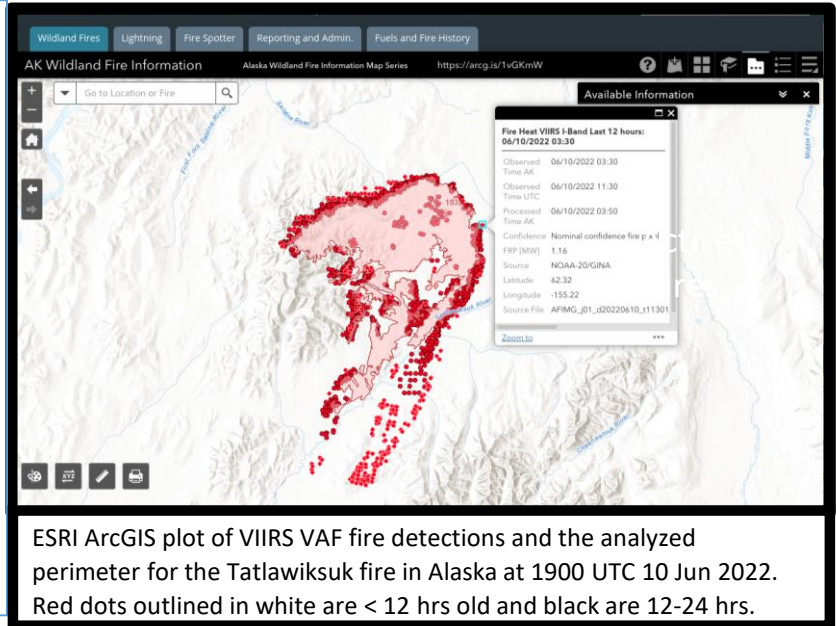 Wildland Fires
Lightning
Fire Spotter
Reporting and Admin.
Fuels and Fire History
AK Wildland Fire Information
Alaska Wildland Fire Information Map Series
https://arcg.is/1vGKmW
Go to Location or Fire
Available Information
Fire Heat VIIRS I-Band Last 12 hours:
06/10/2022 03:30
Observed Time AK 06/10/2022 03:30
Observed Time UTC 06/10/2022 11:30
Processed Time AK 06/10/2022 03:50
Confidence Nominal confidence fire
FRP [MW] 1.16
Source NOAA-20/GINA
Latitude 62.32
Longitude -155.22
Source File AFIMG_j01_d20220610_t11301
Zoom to
XYZ
ESRI ArcGIS plot of VIIRS VAF fire detections and the analyzed
perimeter for the Tatlawiksuk fire in Alaska at 1900 UTC 10 Jun 2022.
Red dots outlined in white are < 12 hrs old and black are 12-24 hrs.